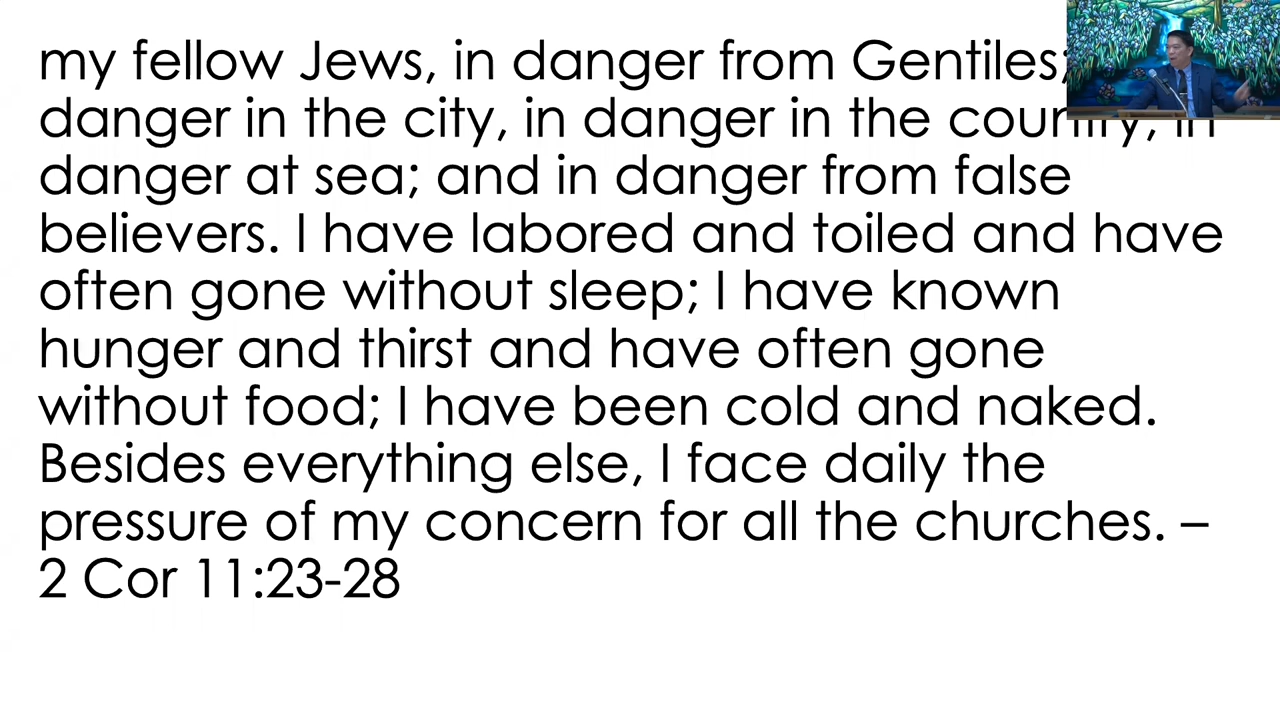 my fellow Jews, in danger from Gentiles;
danger in the city, in danger in the country, in
danger at sea; and in danger from false
believers. I have labored and toiled and have
often gone without sleep; I have known
hunger and thirst and have often gone
without food; I have been cold and naked.
Besides everything else, I face daily the
pressure of my concern for all the churches. –
2 Cor 11:23-28